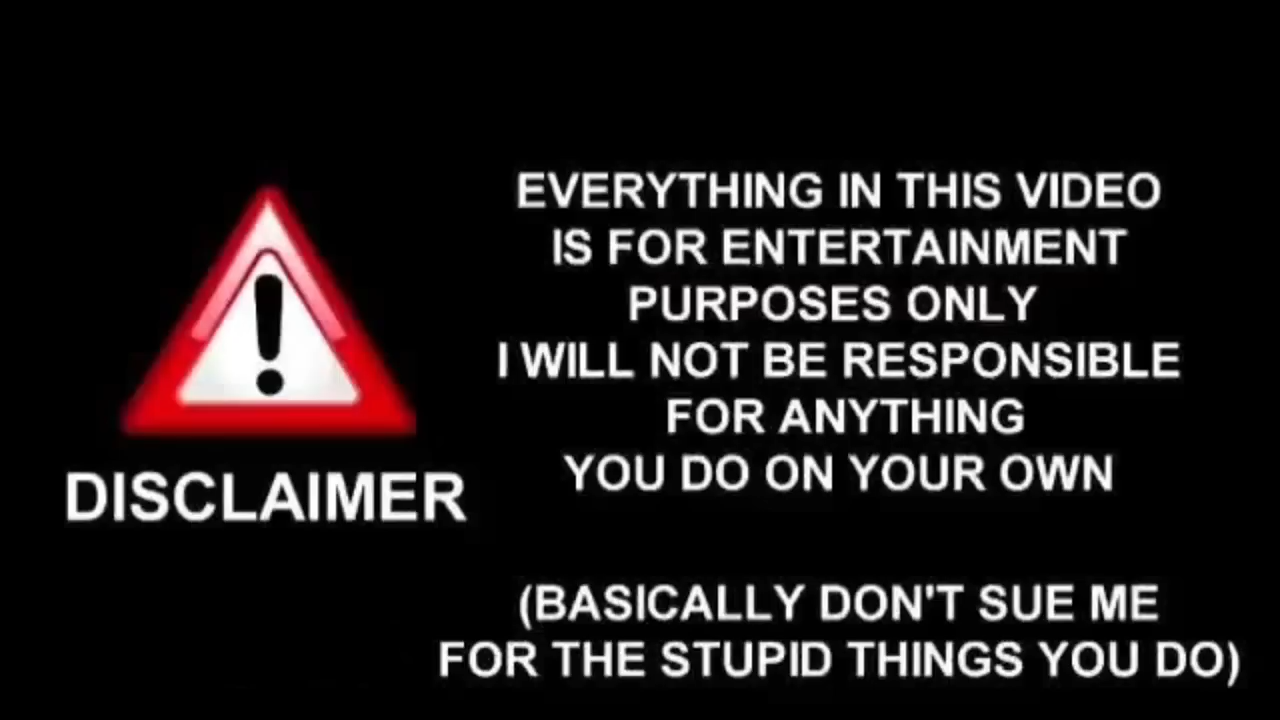 EVERYTHING IN THIS VIDEO
IS FOR ENTERTAINMENT
PURPOSES ONLY
I WILL NOT BE RESPONSIBLE
FOR ANYTHING
YOU DO ON YOUR OWN
DISCLAIMER
(BASICALLY DON'T SUE ME
FOR THE STUPID THINGS YOU DO)